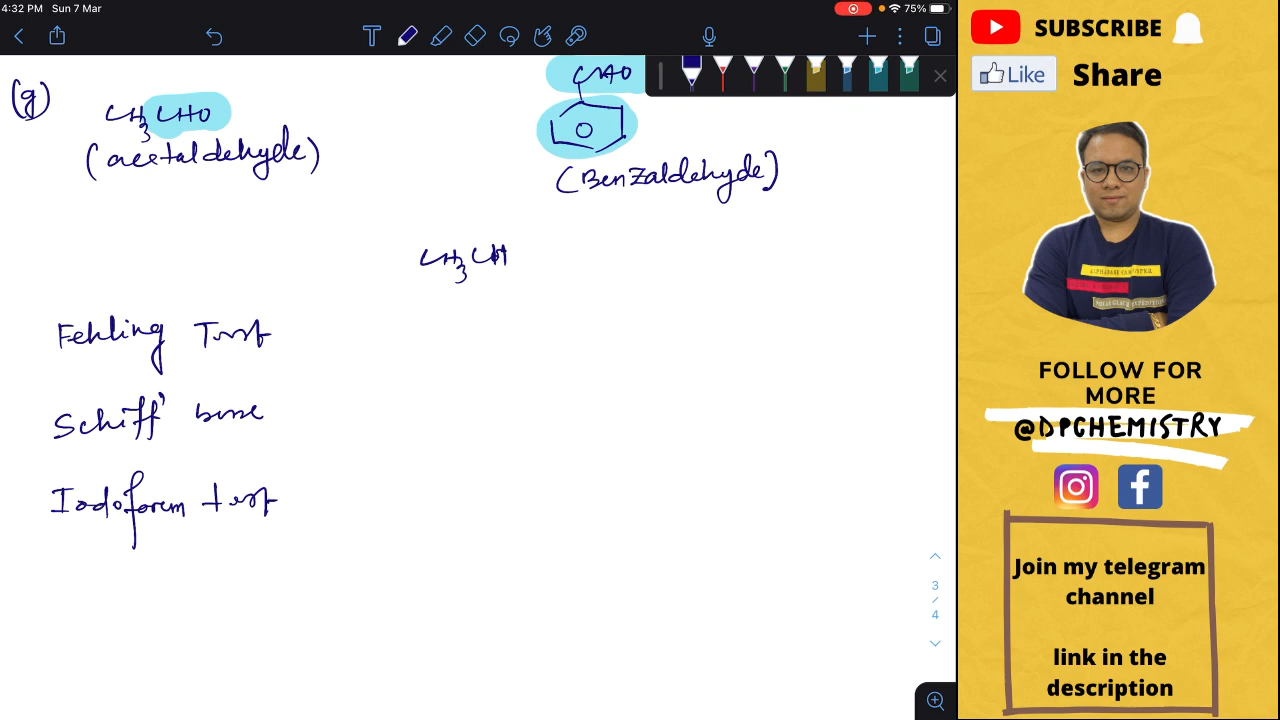 4:32 PM Sun 7 Mar
75%
(g)
CH3CHO
(acetaldehyde)
CHO
(Benzaldehyde)
CH3CH
Fehling Test
Schiff' base
Iodoform test
3
/
4
SUBSCRIBE
Like
Share
FOLLOW FOR
MORE
@DPCHEMISTRY
Join my telegram
channel
link in the
description